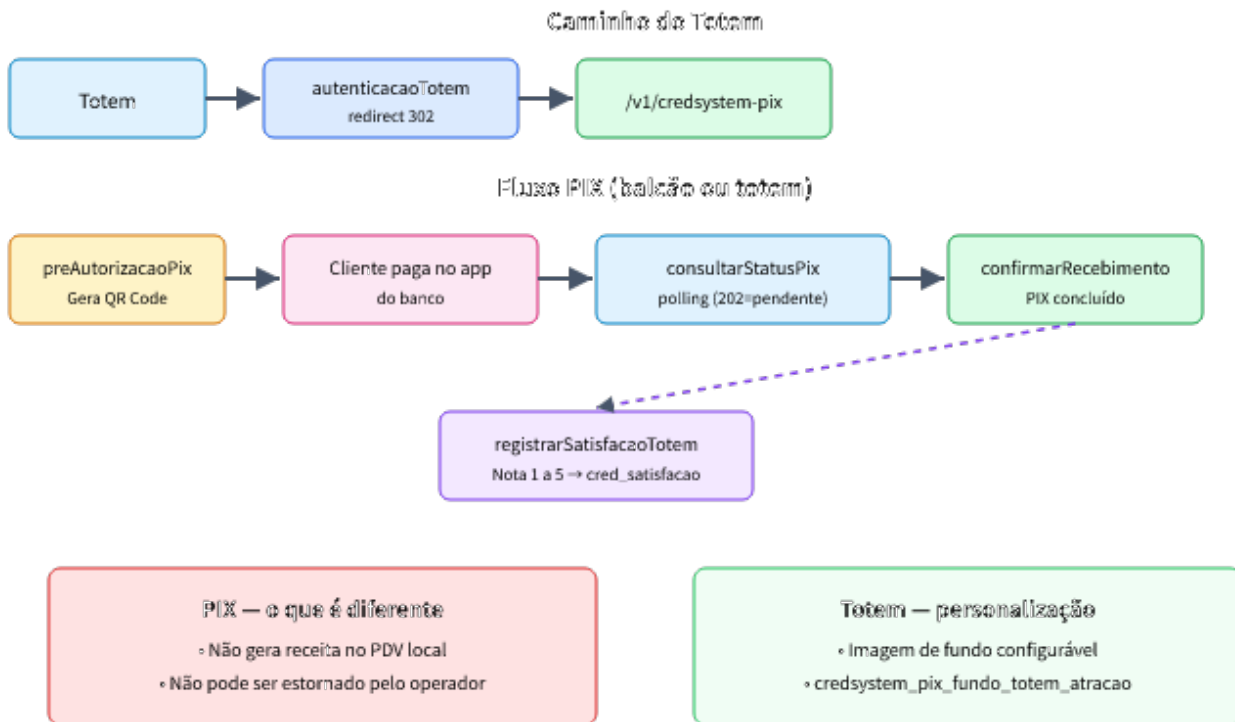 Caminho do Totem
Totem
autenticacaoTotem
redirect 302
/v1/credsystem-pix
Fluxo PIX (balcão ou totem)
preAutorizacaoPix
Gera QR Code
Cliente paga no app
do banco
consultarStatusPix
polling (202=pendente)
confirmarRecebimento
PIX concluído
registrarSatisfacaoTotem
Nota 1 a 5 → cred_satisfacao
PIX — o que é diferente
• Não gera receita no PDV local
• Não pode ser estornado pelo operador
Totem — personalização
• Imagem de fundo configurável
• credsystem_pix_fundo_totem_atracao